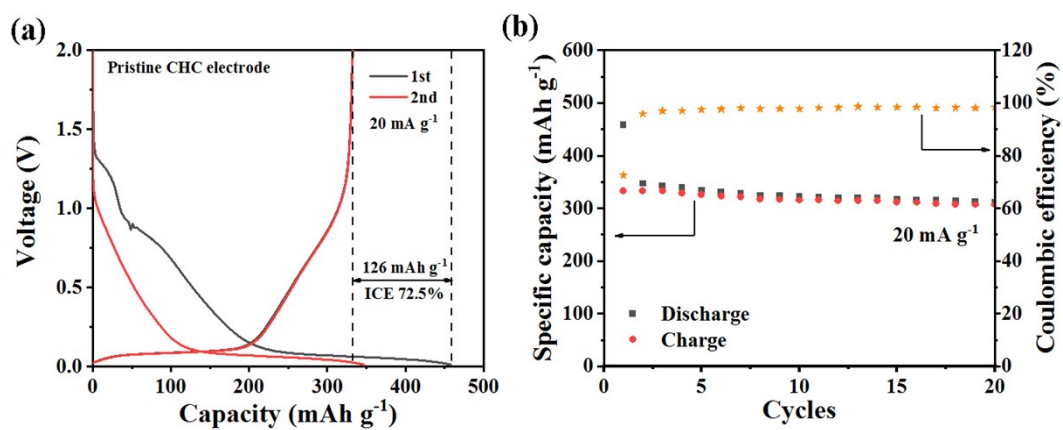 (a)
2.0
1.5
1.0
0.5
0.0
Voltage (V)
Pristine CHC electrode
1st
2nd
20 mA g⁻¹
126 mAh g⁻¹
ICE 72.5%
0 100 200 300 400 500
Capacity (mAh g⁻¹)
(b)
600
500
400
300
200
100
0
Specific capacity (mAh g⁻¹)
20 mA g⁻¹
Discharge
Charge
0 5 10 15 20
Cycles
120
100
80
60
40
20
0
Coulombic efficiency (%)